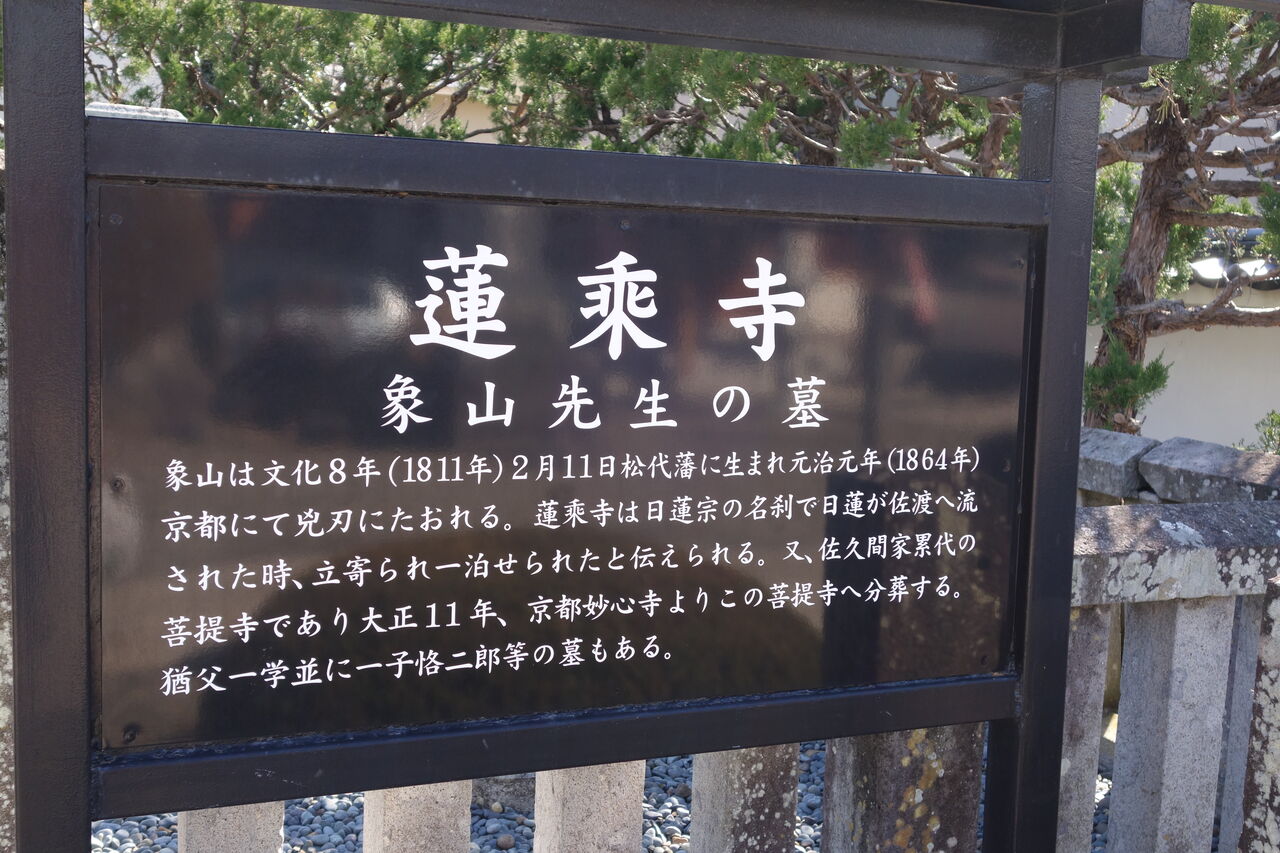 蓮乗寺
象山先生の墓
象山は文化8年(1811年)2月11日松代藩に生まれ元治元年(1864年)
京都にて兇刃にたおれる。蓮乗寺は日蓮宗の名刹で日蓮が佐渡へ流
された時、立寄られ一泊せられたと伝えられる。又、佐久間家累代の
菩提寺であり大正11年、京都妙心寺よりこの菩提寺へ分葬する。
猶父一学並に一子恪二郎等の墓もある。